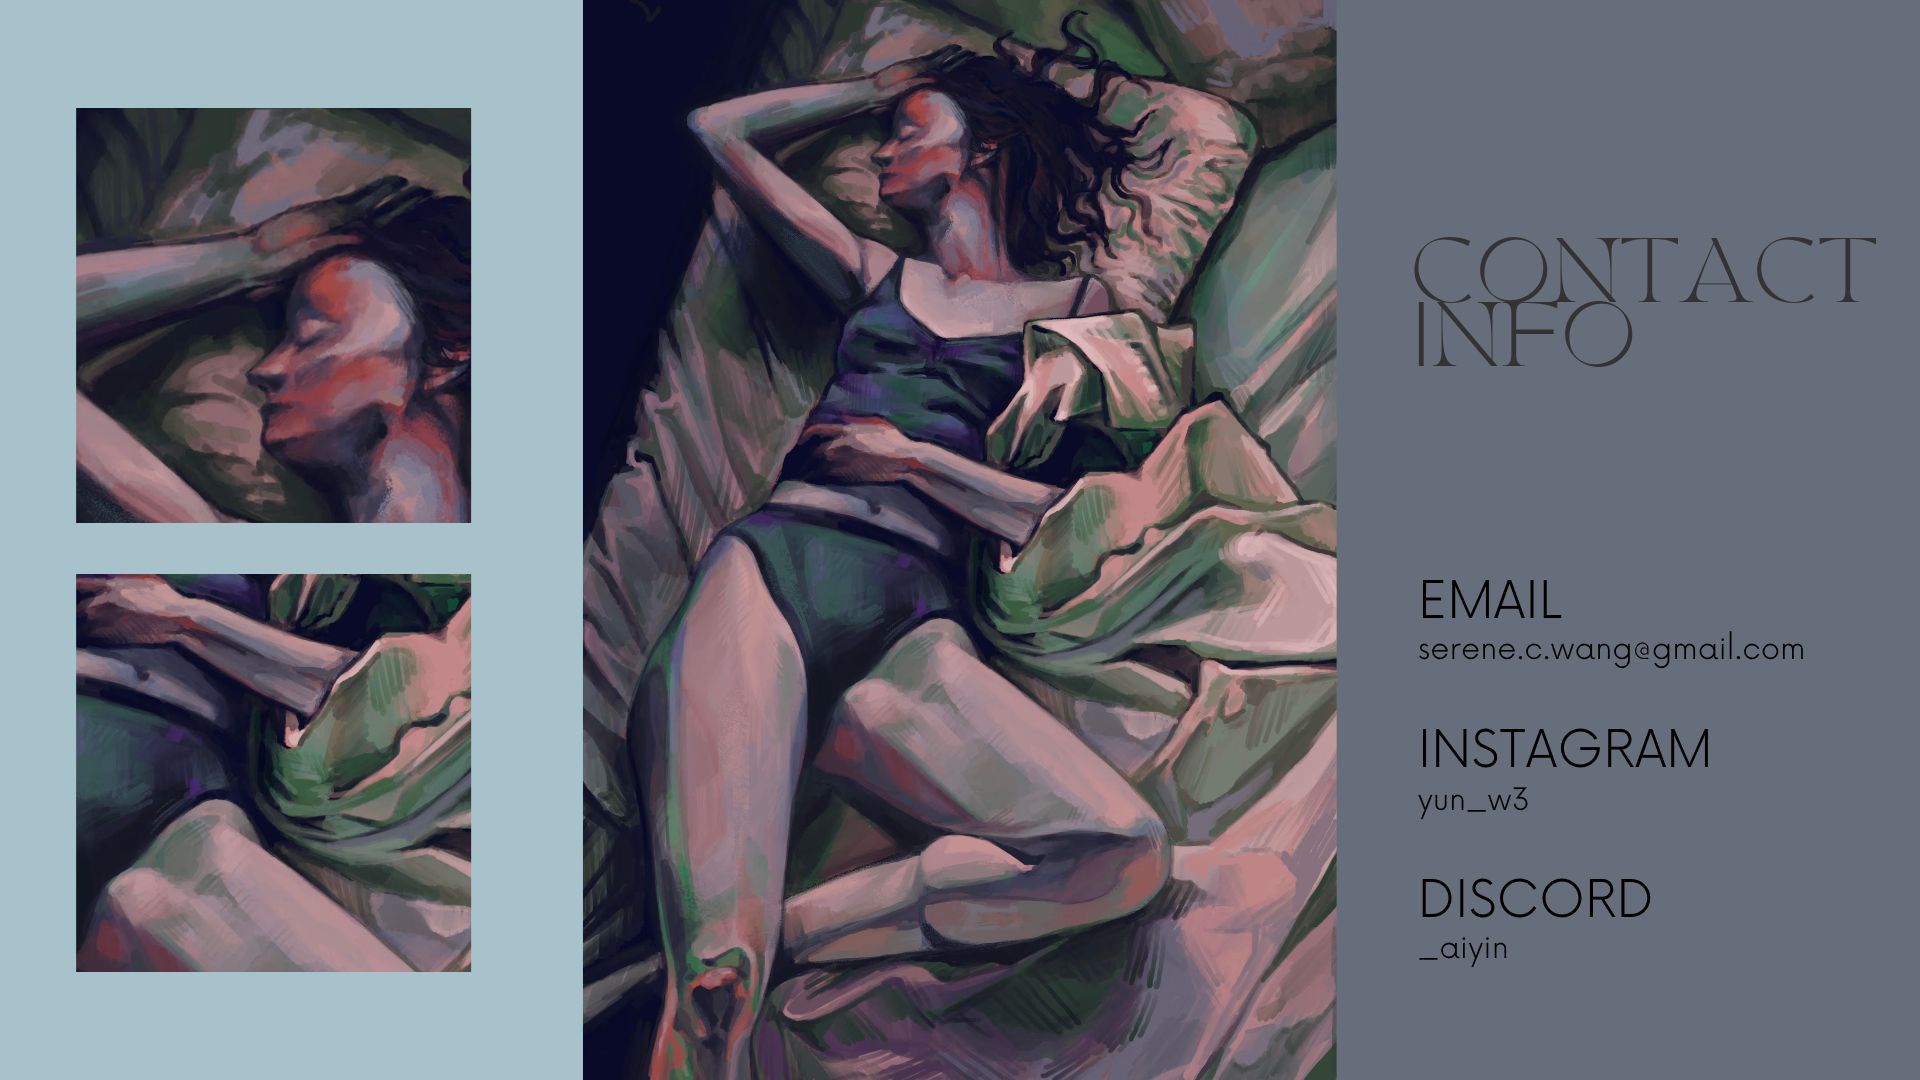 CONTACT
INFO
EMAIL
serene.c.wang@gmail.com
INSTAGRAM
yun_w3
DISCORD
_aiyin